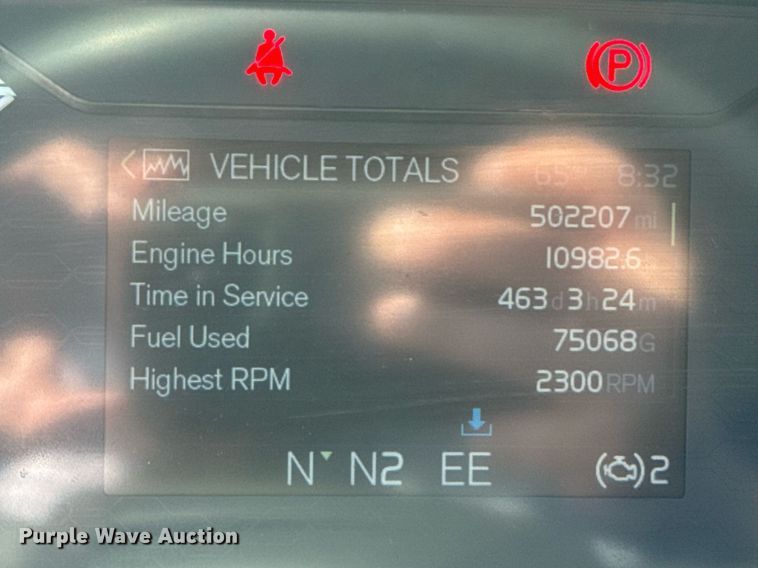 P
VEHICLE TOTALS
65° 8:32
Mileage 502207 mi
Engine Hours 10982.6
Time in Service 463 d 3 h 24 m
Fuel Used 75068 G
Highest RPM 2300 RPM
N N2 EE 2
Purple Wave Auction